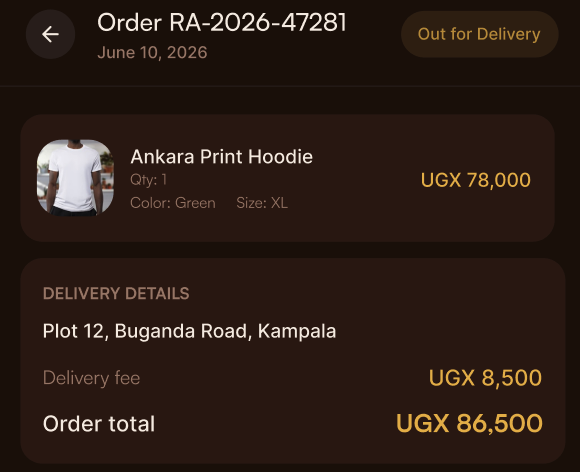 Order RA-2026-47281
June 10, 2026
Out for Delivery
Ankara Print Hoodie
Qty: 1
Color: Green Size: XL
UGX 78,000
DELIVERY DETAILS
Plot 12, Buganda Road, Kampala
Delivery fee UGX 8,500
Order total UGX 86,500